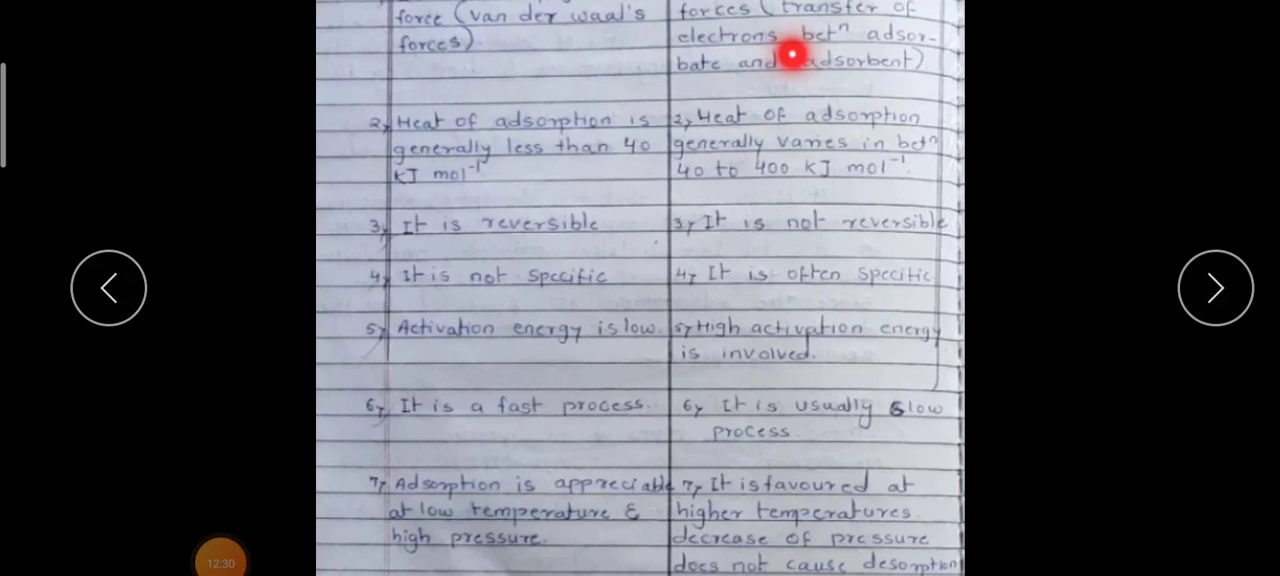 force (van der waal's
forces).
forces (transfer of
electrons betⁿ adsor-
bate and adsorbent)
2) Heat of adsorption is
generally less than 40
kJ mol⁻¹
2) Heat of adsorption
generally varies in betⁿ
40 to 400 kJ mol⁻¹.
3) It is reversible
3) It is not reversible
4) It is not specific
4) It is often specific
5) Activation energy is low.
5) High activation energy
is involved.
6) It is a fast process.
6) It is usually slow
process.
7) Adsorption is appreciable
at low temperature &
high pressure.
7) It is favoured at
higher temperatures.
decrease of pressure
does not cause desorption
12:30